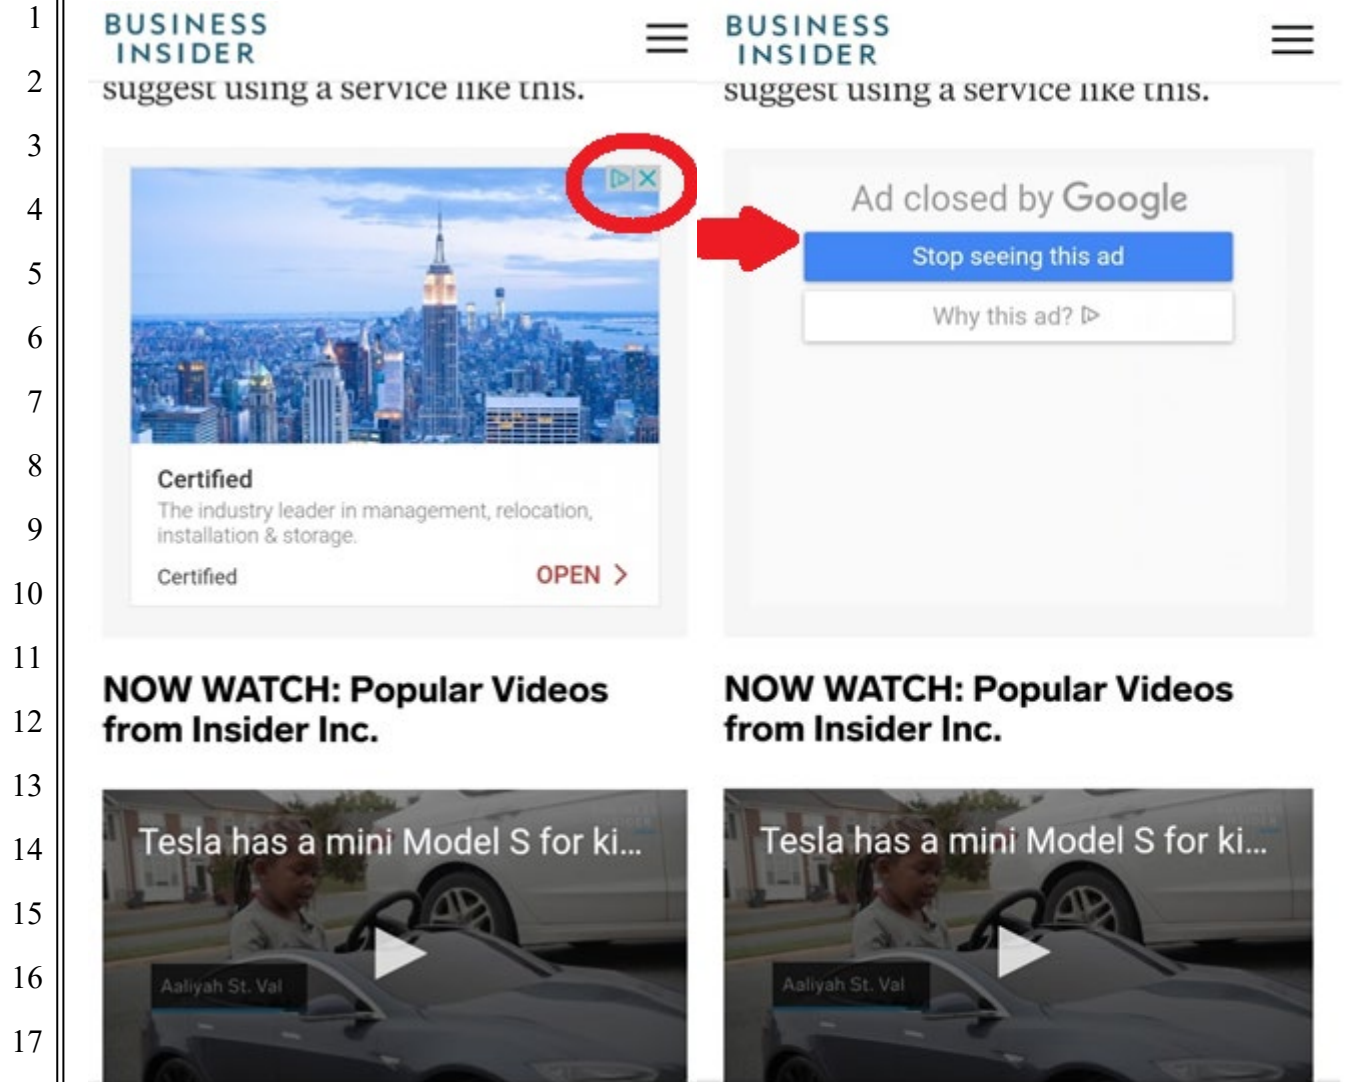 1
2
3
4
5
6
7
8
9
10
11
12
13
14
15
16
17
BUSINESS
INSIDER
suggest using a service like this.
Certified
The industry leader in management, relocation,
installation & storage.
Certified
OPEN
NOW WATCH: Popular Videos
from Insider Inc.
Tesla has a mini Model S for ki...
Aaliyah St. Val
BUSINESS
INSIDER
suggest using a service like this.
Ad closed by Google
Stop seeing this ad
Why this ad?
NOW WATCH: Popular Videos
from Insider Inc.
Tesla has a mini Model S for ki...
Aaliyah St. Val